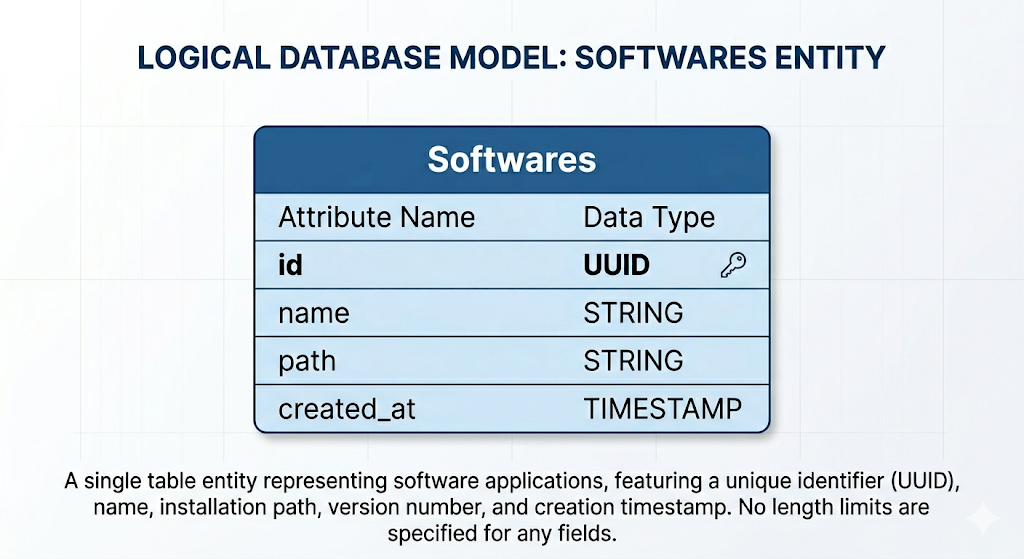 LOGICAL DATABASE MODEL: SOFTWARES ENTITY
Softwares
Attribute Name Data Type
id UUID
name STRING
path STRING
created_at TIMESTAMP
A single table entity representing software applications, featuring a unique identifier (UUID),
name, installation path, version number, and creation timestamp. No length limits are
specified for any fields.